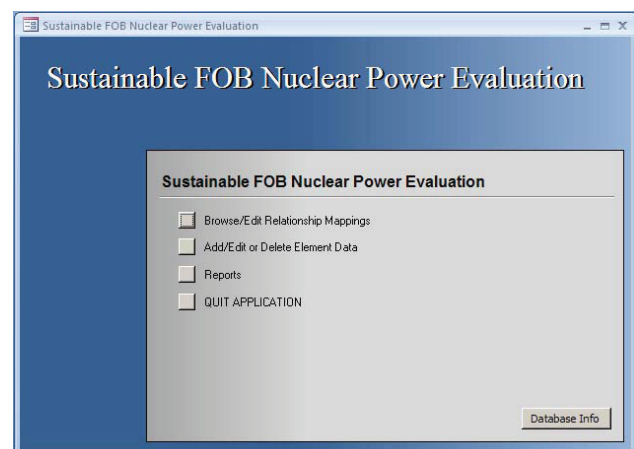 Sustainable FOB Nuclear Power Evaluation
Sustainable FOB Nuclear Power Evaluation
Sustainable FOB Nuclear Power Evaluation
Browse/Edit Relationship Mappings
Add/Edit or Delete Element Data
Reports
QUIT APPLICATION
Database Info